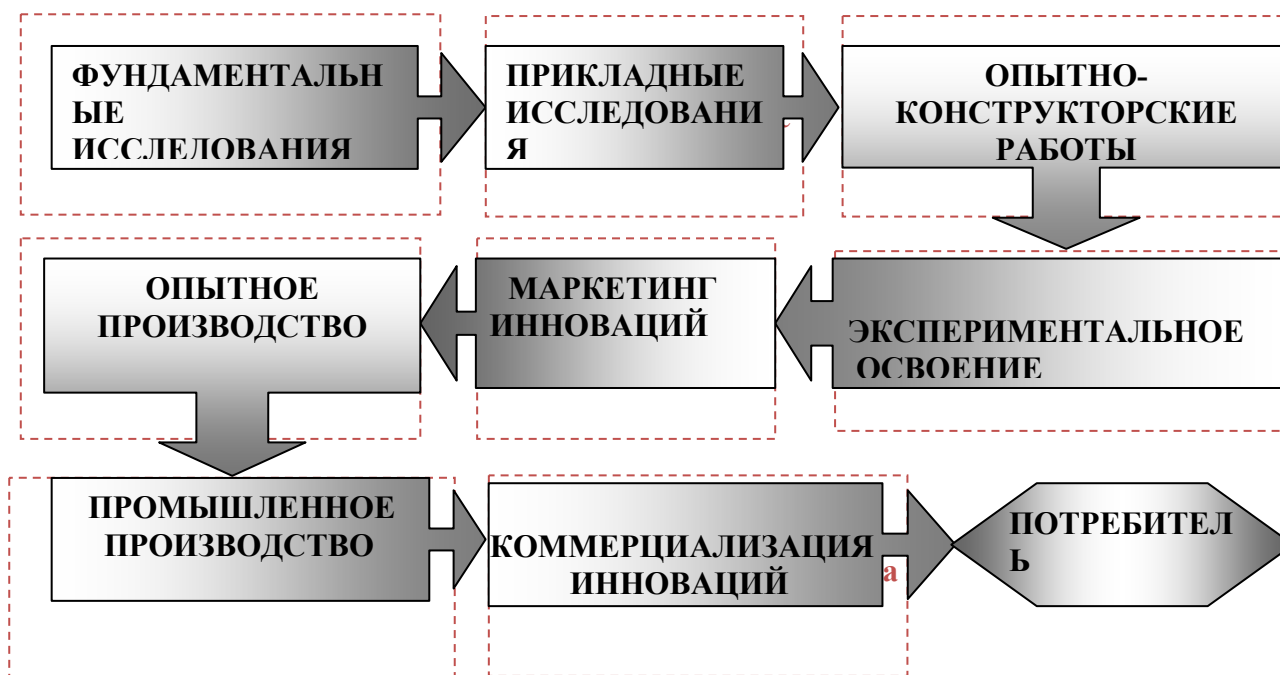 ФУНДАМЕНТАЛЬН
ЫЕ
ИССЛЕДОВАНИЯ
ПРИКЛАДНЫЕ
ИССЛЕДОВАНИ
Я
ОПЫТНО-
КОНСТРУКТОРСКИЕ
РАБОТЫ
ЭКСПЕРИМЕНТАЛЬНОЕ
ОСВОЕНИЕ
МАРКЕТИНГ
ИННОВАЦИЙ
ОПЫТНОЕ
ПРОИЗВОДСТВО
ПРОМЫШЛЕННОЕ
ПРОИЗВОДСТВО
КОММЕРЦИАЛИЗАЦИЯ
ИННОВАЦИЙ
а
ПОТРЕБИТЕЛ
Ь